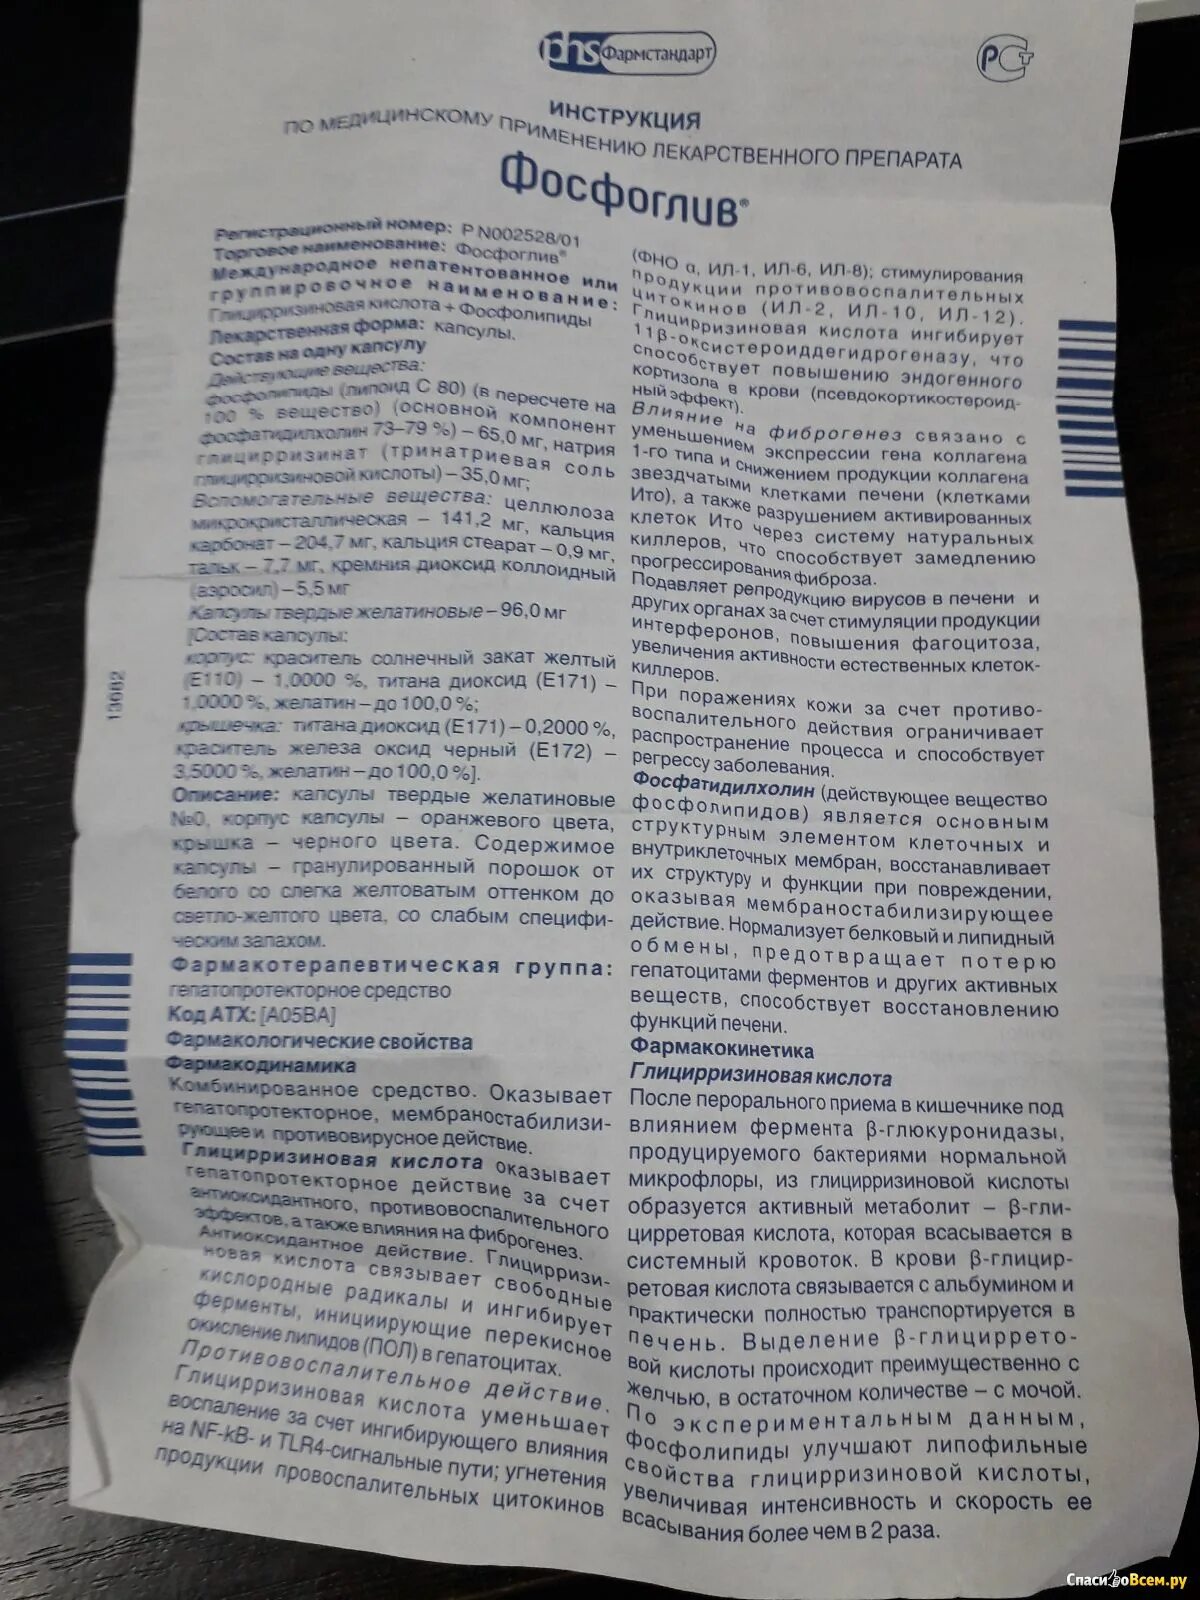 phs Фармстандарт
РСТ
ИНСТРУКЦИЯ
ПО МЕДИЦИНСКОМУ ПРИМЕНЕНИЮ ЛЕКАРСТВЕННОГО ПРЕПАРАТА
Фосфоглив®
Регистрационный номер: Р N002528/01
Торговое наименование: Фосфоглив®
Международное непатентованное или
группировочное наименование:
Глицирризиновая кислота + Фосфолипиды
Лекарственная форма: капсулы.
Состав на одну капсулу
Действующие вещества:
фосфолипиды (липоид С 80) (в пересчете на
100 % вещество) (основной компонент
фосфатидилхолин 73–79 %) – 65,0 мг, натрия
глицирризинат (тринатриевая соль
глицирризиновой кислоты) – 35,0 мг;
Вспомогательные вещества: целлюлоза
микрокристаллическая – 141,2 мг, кальция
карбонат – 204,7 мг, кальция стеарат – 0,9 мг,
тальк – 7,7 мг, кремния диоксид коллоидный
(аэросил) – 5,5 мг
Капсулы твердые желатиновые – 96,0 мг
[Состав капсулы:
корпус: краситель солнечный закат желтый
(Е110) – 1,0000 %, титана диоксид (Е171) –
1,0000 %, желатин – до 100,0 %;
крышечка: титана диоксид (Е171) – 0,2000 %,
краситель железа оксид черный (Е172) –
3,5000 %, желатин – до 100,0 %].
Описание: капсулы твердые желатиновые
№0, корпус капсулы – оранжевого цвета,
крышка – черного цвета. Содержимое
капсулы – гранулированный порошок от
белого со слегка желтоватым оттенком до
светло-желтого цвета, со слабым специфи-
ческим запахом.
Фармакотерапевтическая группа:
гепатопротекторное средство
Код АТХ: [A05BA]
Фармакологические свойства
Фармакодинамика
Комбинированное средство. Оказывает
гепатопротекторное, мембраностабилизи-
рующее и противовирусное действие.
Глицирризиновая кислота оказывает
гепатопротекторное действие за счет
антиоксидантного, противовоспалительного
эффектов, а также влияния на фиброгенез.
Антиоксидантное действие. Глицирризи-
новая кислота связывает свободные
кислородные радикалы и ингибирует
ферменты, инициирующие перекисное
окисление липидов (ПОЛ) в гепатоцитах.
Противовоспалительное действие.
Глицирризиновая кислота уменьшает
воспаление за счет ингибирующего влияния
на NF-kB- и TLR4-сигнальные пути; угнетения
продукции провоспалительных цитокинов
(ФНО α, ИЛ-1, ИЛ-6, ИЛ-8); стимулирования
продукции противовоспалительных
цитокинов (ИЛ-2, ИЛ-10, ИЛ-12).
Глицирризиновая кислота ингибирует
11β-оксистероиддегидрогеназу, что
способствует повышению эндогенного
кортизола в крови (псевдокортикостероид-
ный эффект).
Влияние на фиброгенез связано с
уменьшением экспрессии гена коллагена
1-го типа и снижением продукции коллагена
звездчатыми клетками печени (клетками
Ито), а также разрушением активированных
клеток Ито через систему натуральных
киллеров, что способствует замедлению
прогрессирования фиброза.
Подавляет репродукцию вирусов в печени и
других органах за счет стимуляции продукции
интерферонов, повышения фагоцитоза,
увеличения активности естественных клеток-
киллеров.
При поражениях кожи за счет противо-
воспалительного действия ограничивает
распространение процесса и способствует
регрессу заболевания.
Фосфатидилхолин (действующее вещество
фосфолипидов) является основным
структурным элементом клеточных и
внутриклеточных мембран, восстанавливает
их структуру и функции при повреждении,
оказывая мембраностабилизирующее
действие. Нормализует белковый и липидный
обмены, предотвращает потерю
гепатоцитами ферментов и других активных
веществ, способствует восстановлению
функций печени.
Фармакокинетика
Глицирризиновая кислота
После перорального приема в кишечнике под
влиянием фермента β-глюкуронидазы,
продуцируемого бактериями нормальной
микрофлоры, из глицирризиновой кислоты
образуется активный метаболит – β-гли-
цирретовая кислота, которая всасывается в
системный кровоток. В крови β-глицир-
ретовая кислота связывается с альбумином и
практически полностью транспортируется в
печень. Выделение β-глицеррето-
вой кислоты происходит преимущественно с
желчью, в остаточном количестве – с мочой.
По экспериментальным данным,
фосфолипиды улучшают липофильные
свойства глицирризиновой кислоты,
увеличивая интенсивность и скорость ее
всасывания более чем в 2 раза.
13682
СпасибоВсем.ру